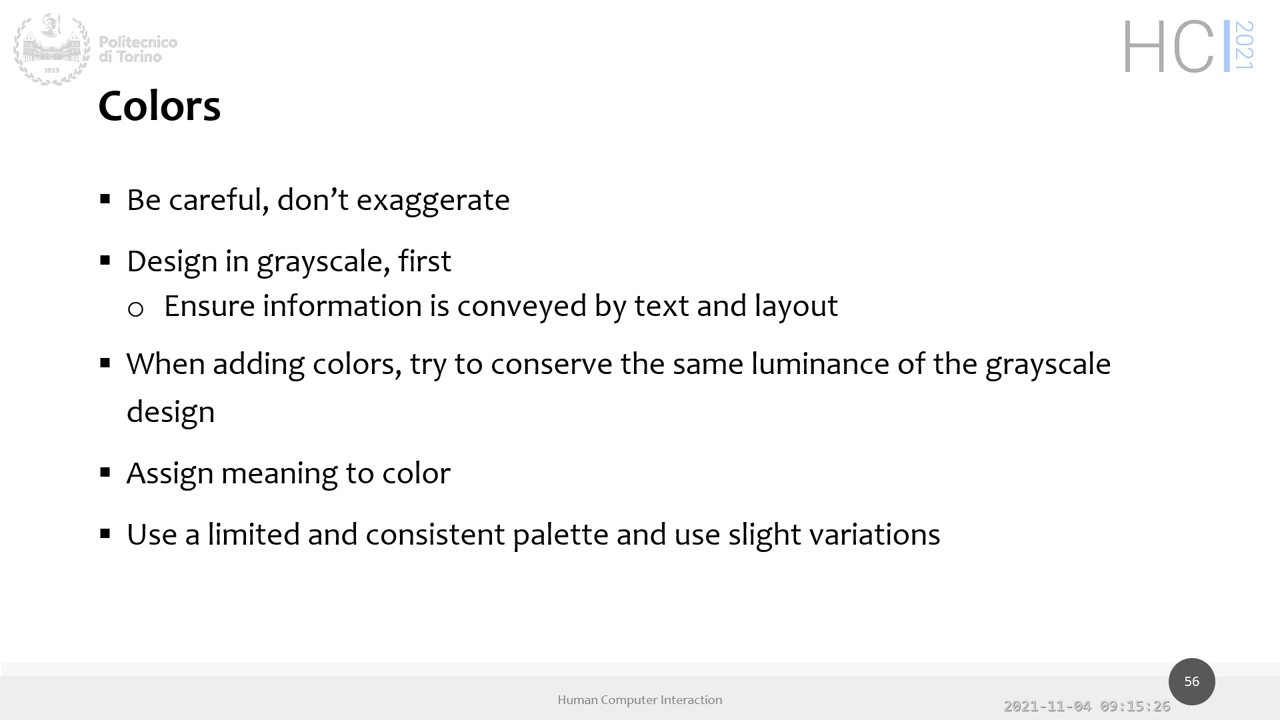 Politecnico
di Torino
1859
HCI 2021
Colors
▪ Be careful, don’t exaggerate
▪ Design in grayscale, first
o Ensure information is conveyed by text and layout
▪ When adding colors, try to conserve the same luminance of the grayscale
design
▪ Assign meaning to color
▪ Use a limited and consistent palette and use slight variations
56
Human Computer Interaction
2021-11-04 09:15:26